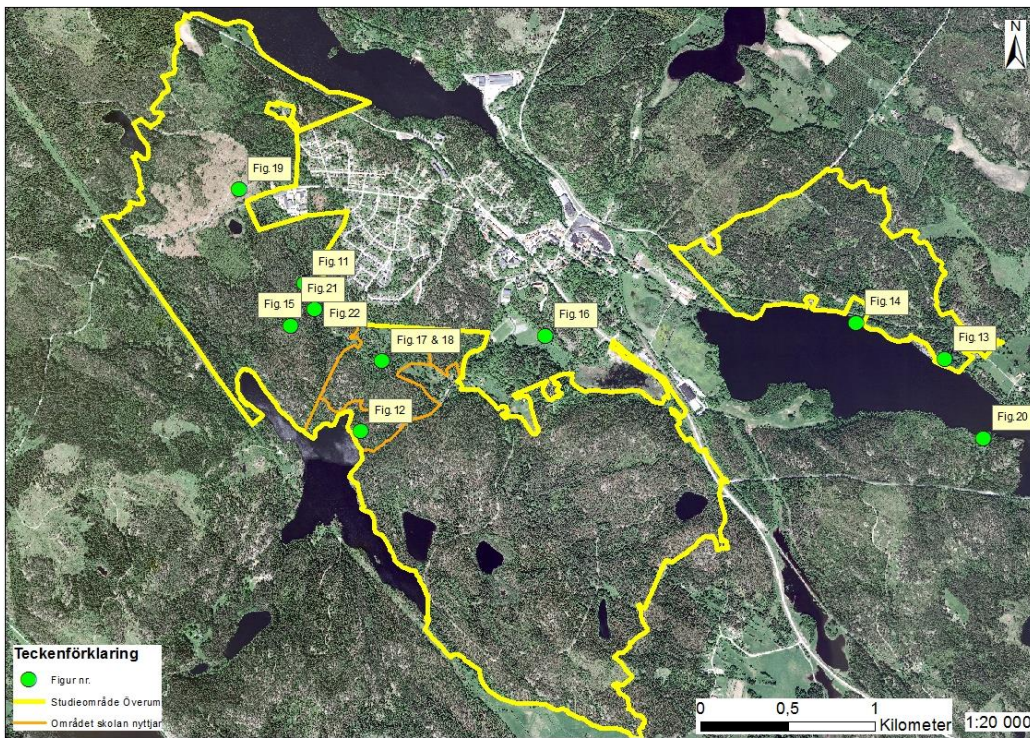 N
Fig.19
Fig.11
Fig.21
Fig.15
Fig.22
Fig.16
Fig.14
Fig.17 & 18
Fig.13
Fig.12
Fig.20
Teckenförklaring
Figur nr.
Studieområde Överum
Området skolan nyttjar
0 0,5 1
Kilometer
1:20 000